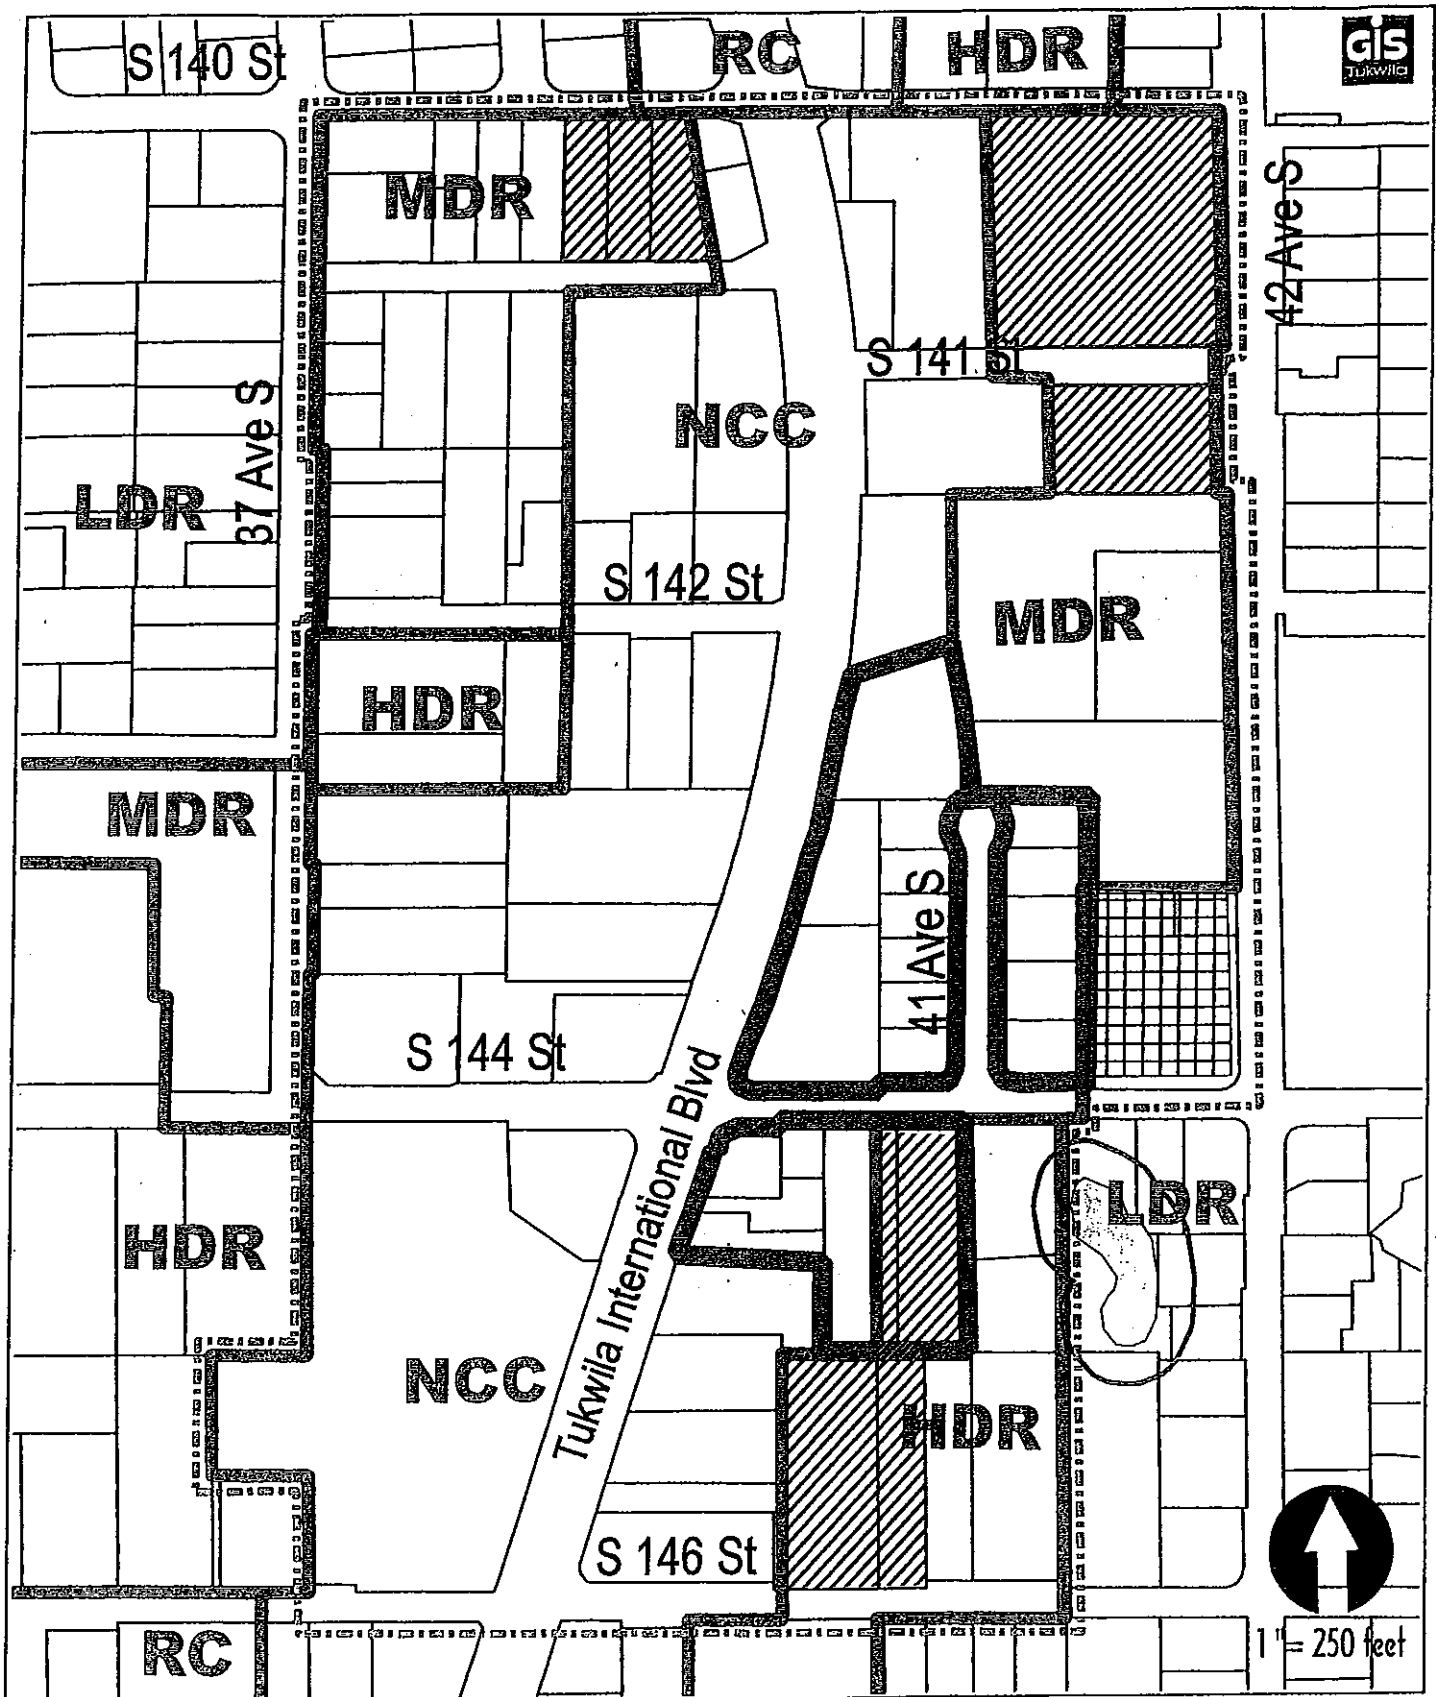 S 140 St
RC
HDR
GIS
Tukwila
MDR
42 Ave S
S 141 St
NCC
37 Ave S
LDR
S 142 St
MDR
HDR
MDR
41 Ave S
S 144 St
Tukwila International Blvd
LDR
HDR
NCC
HDR
S 146 St
RC
1" = 250 feet